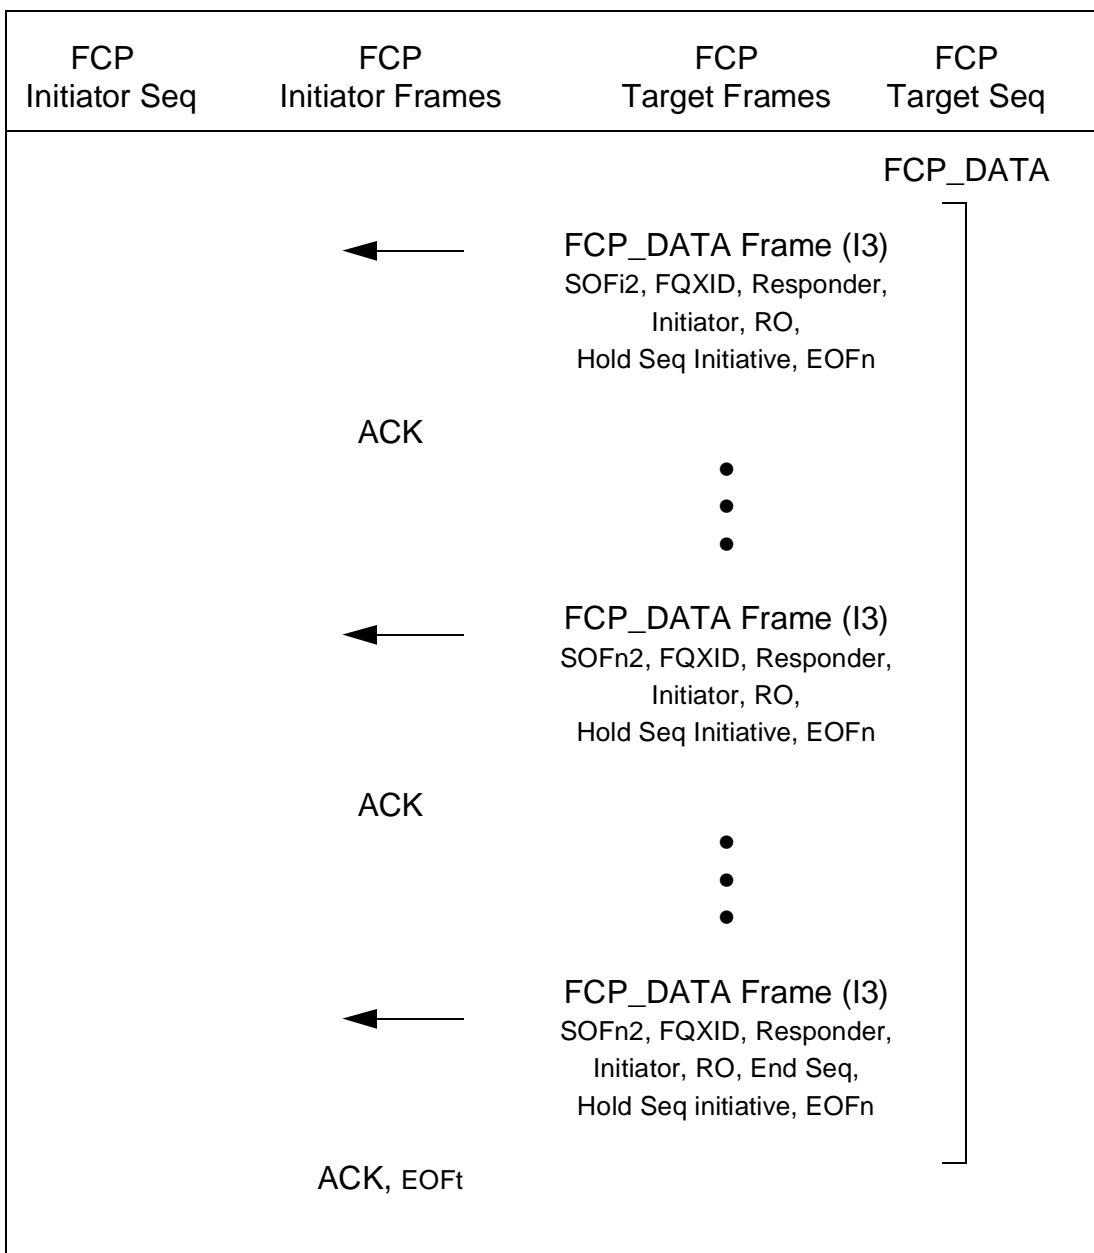 FCP FCP FCP FCP
Initiator Seq Initiator Frames Target Frames Target Seq
FCP_DATA
FCP_DATA Frame (I3)
SOFi2, FQXID, Responder,
Initiator, RO,
Hold Seq Initiative, EOFn
ACK
FCP_DATA Frame (I3)
SOFn2, FQXID, Responder,
Initiator, RO,
Hold Seq Initiative, EOFn
ACK
FCP_DATA Frame (I3)
SOFn2, FQXID, Responder,
Initiator, RO, End Seq,
Hold Seq initiative, EOFn
ACK, EOFt